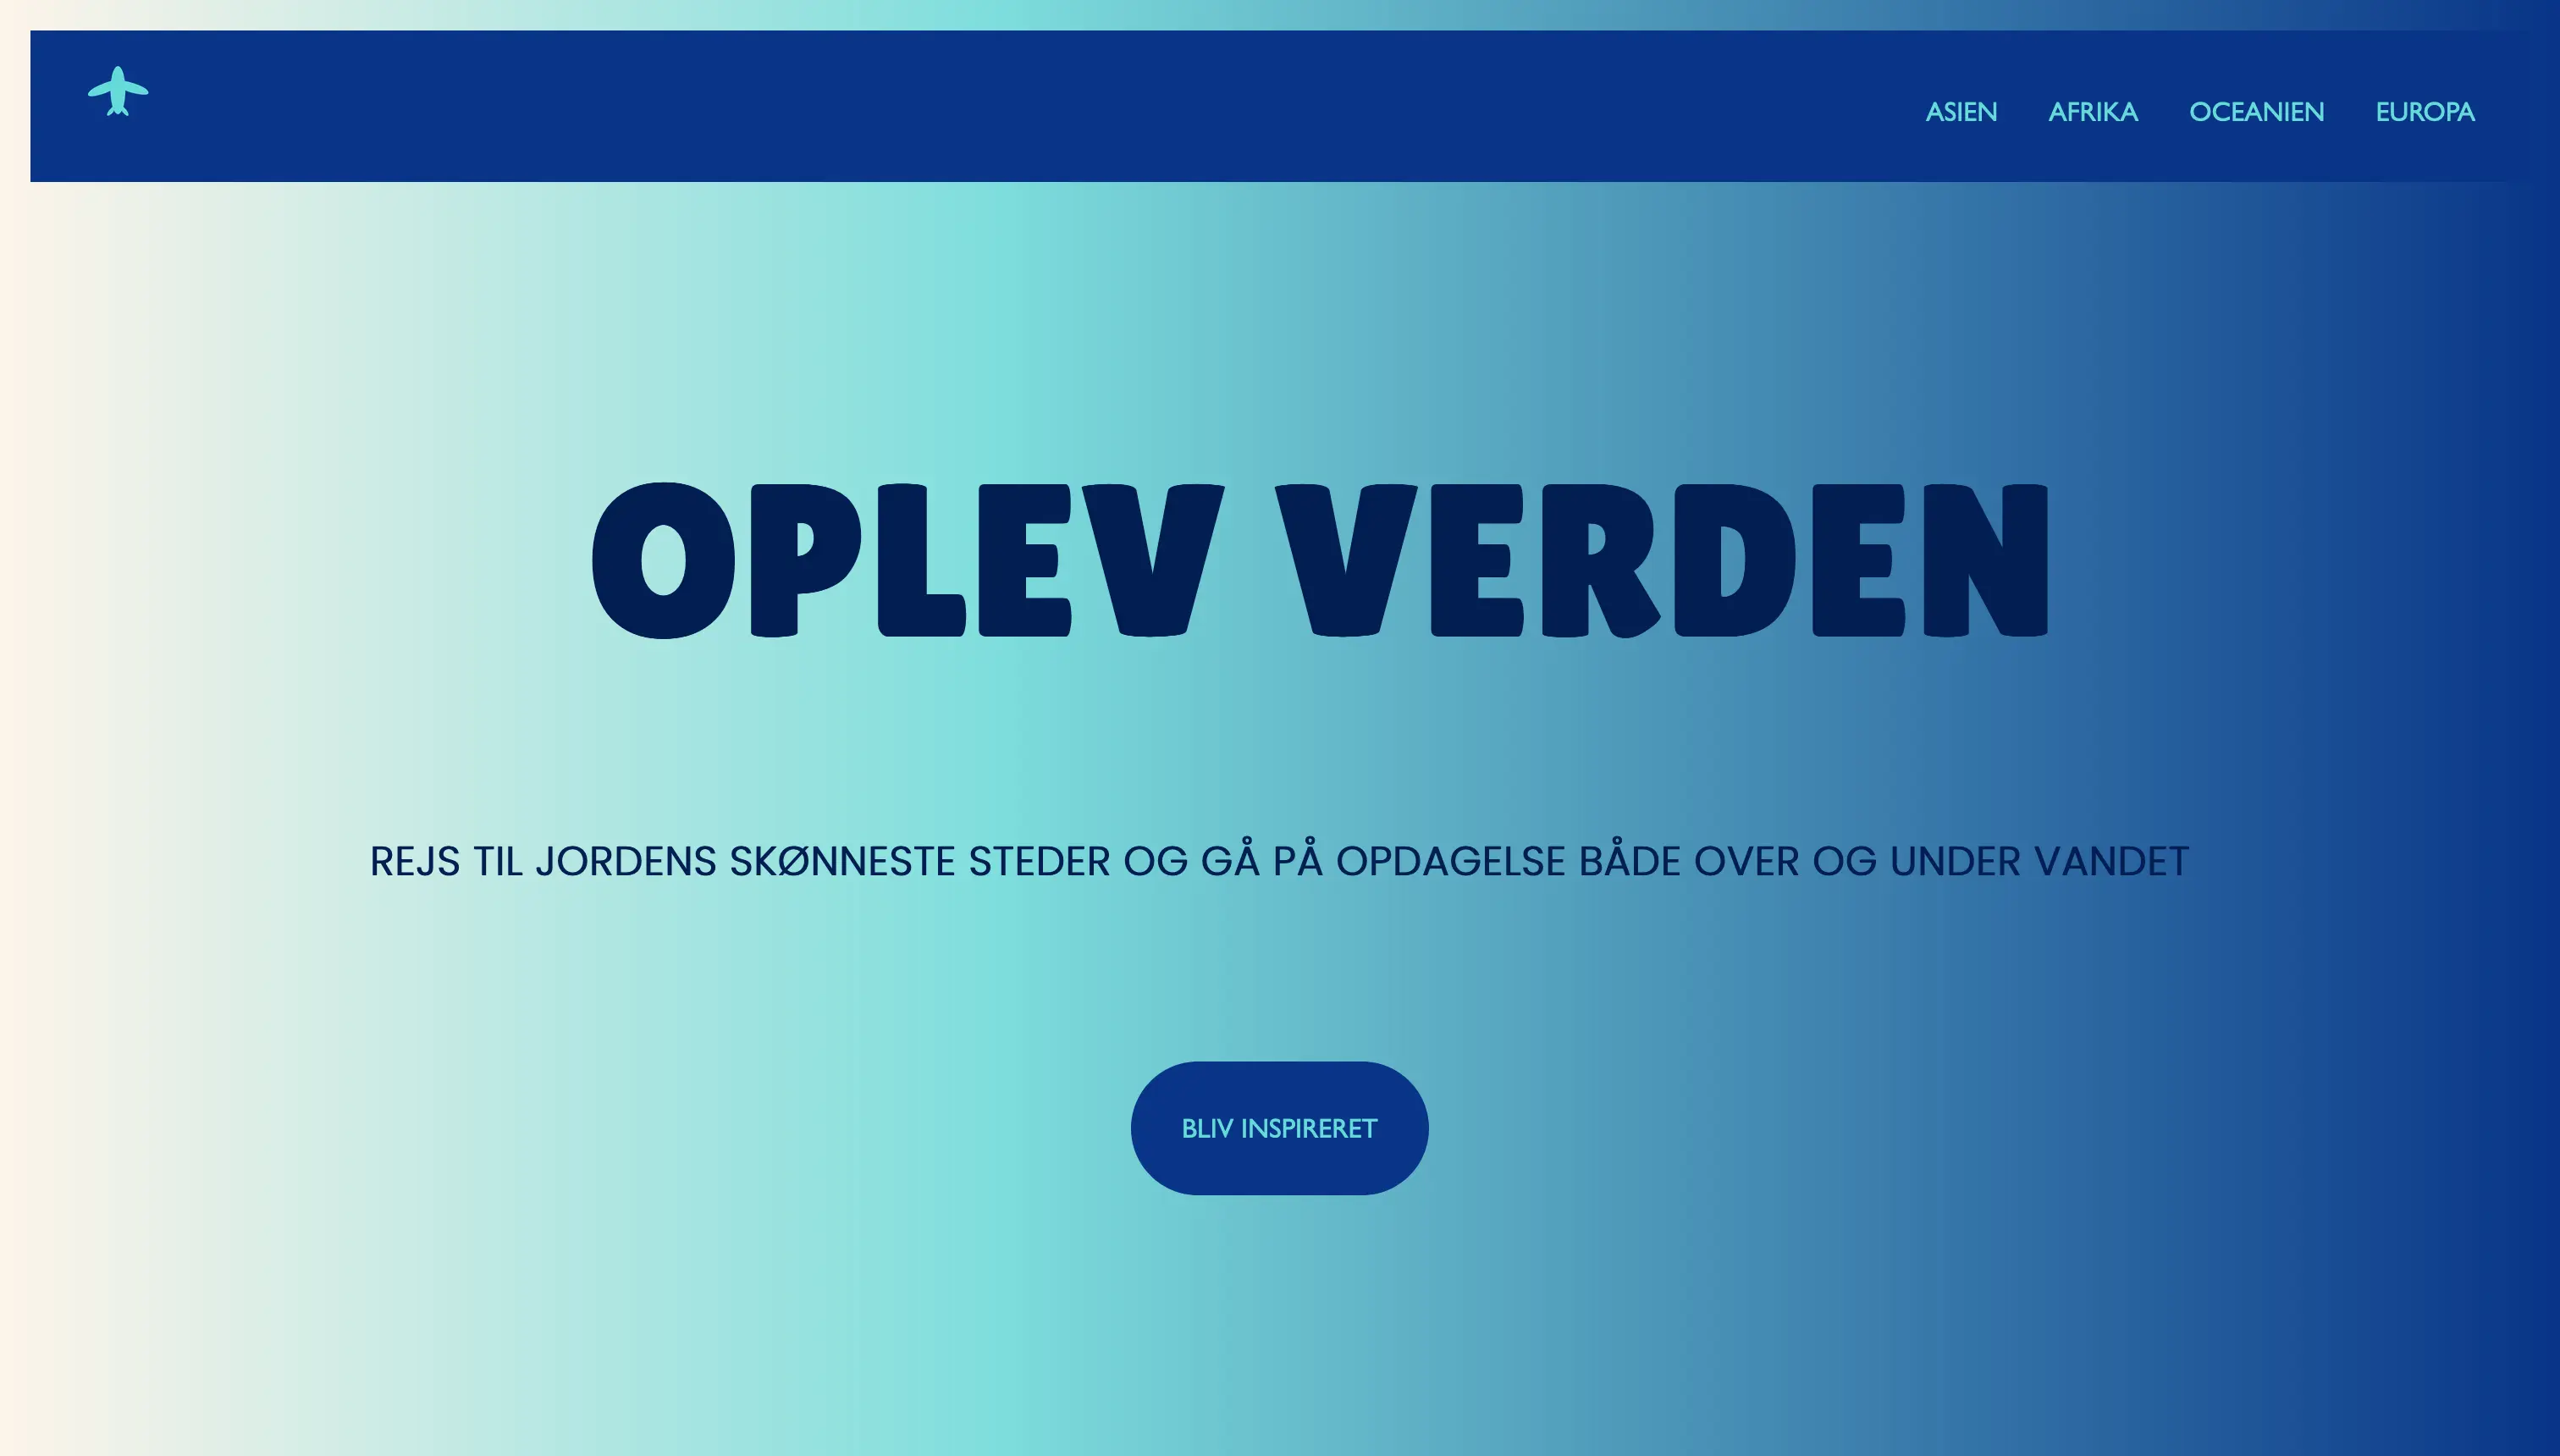 ASIEN AFRIKA OCEANIEN EUROPA
OPLEV VERDEN
REJS TIL JORDENS SKØNNESTE STEDER OG GÅ PÅ OPDAGELSE BÅDE OVER OG UNDER VANDET
BLIV INSPIRERET